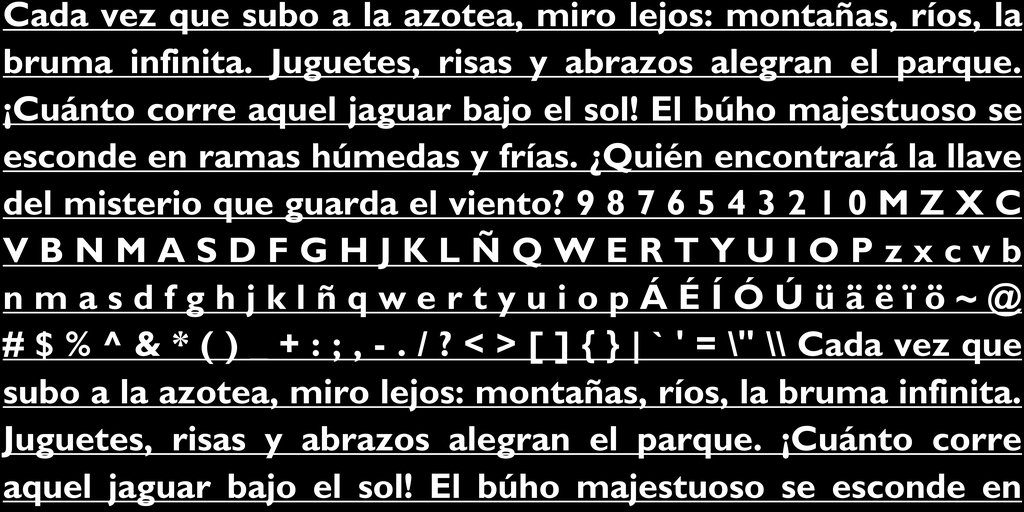 Cada vez que subo a la azotea, miro lejos: montañas, ríos, la
bruma infinita. Juguetes, risas y abrazos alegran el parque.
¡Cuánto corre aquel jaguar bajo el sol! El búho majestuoso se
esconde en ramas húmedas y frías. ¿Quién encontrará la llave
del misterio que guarda el viento? 9 8 7 6 5 4 3 2 1 0 M Z X C
V B N M A S D F G H J K L Ñ Q W E R T Y U I O P z x c v b
n m a s d f g h j k l ñ q w e r t y u i o p Á É Í Ó Ú ü ä ë ï ö ~ @
# $ % ^ & * ( ) _ + : ; , - . / ? < > [ ] { } | ` ' = \" \\ Cada vez que
subo a la azotea, miro lejos: montañas, ríos, la bruma infinita.
Juguetes, risas y abrazos alegran el parque. ¡Cuánto corre
aquel jaguar bajo el sol! El búho majestuoso se esconde en